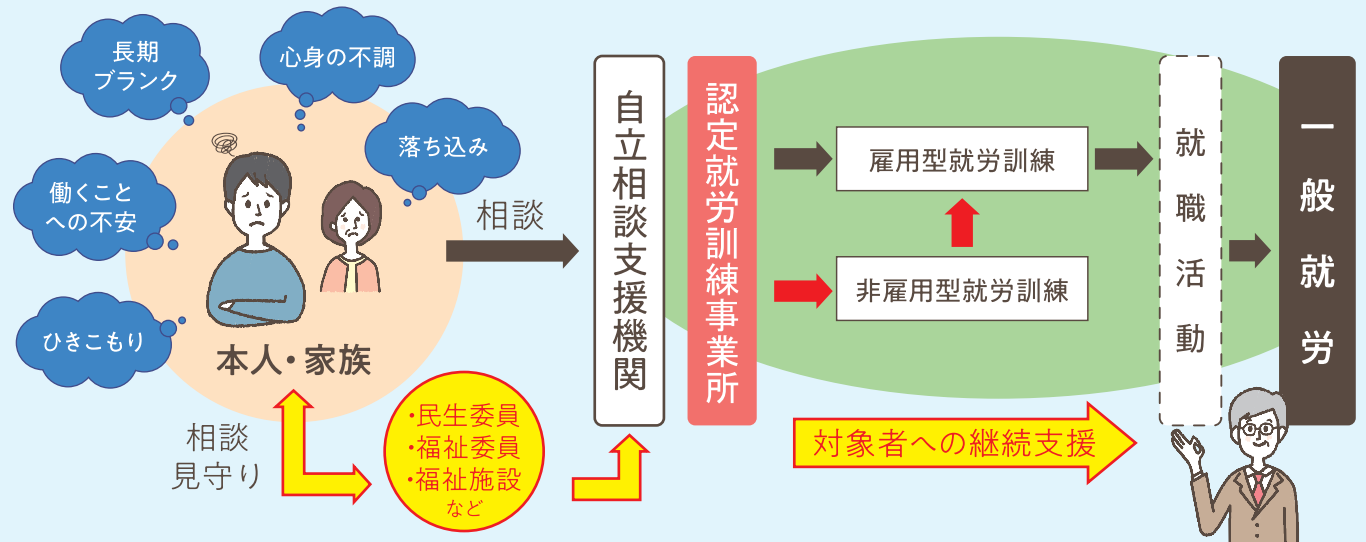 長期
ブランク
心身の不調
落ち込み
働くこと
への不安
ひきこもり
本人・家族
相談
見守り
・民生委員
・福祉委員
・福祉施設
など
相談
自立相談支援機関
認定就労訓練事業所
雇用型就労訓練
非雇用型就労訓練
対象者への継続支援
就職活動
一般就労